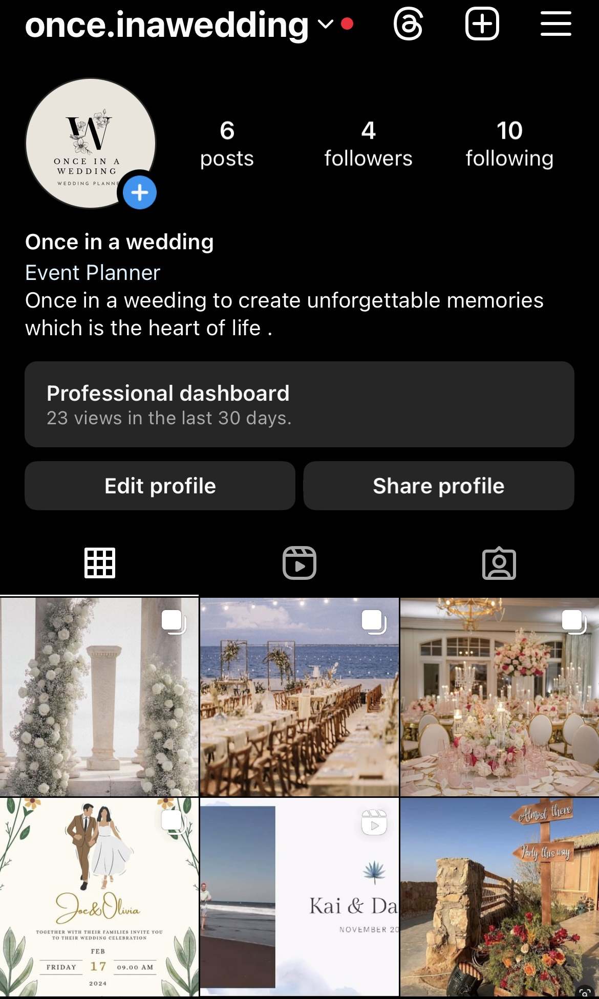 once.inawedding
W
ONCE IN A
WEDDING
WEDDING PLANNE
6
posts
4
followers
10
following
Once in a wedding
Event Planner
Once in a weeding to create unforgettable memories
which is the heart of life .
Professional dashboard
23 views in the last 30 days.
Edit profile
Share profile
Joe&Olivia
TOGETHER WITH THEIR FAMILIES INVITE YOU
TO THEIR WEDDING CELEBRATION
FEB
FRIDAY 17 09.00 AM
2024
Kai & Da
NOVEMBER 20
Almost there
Party this way